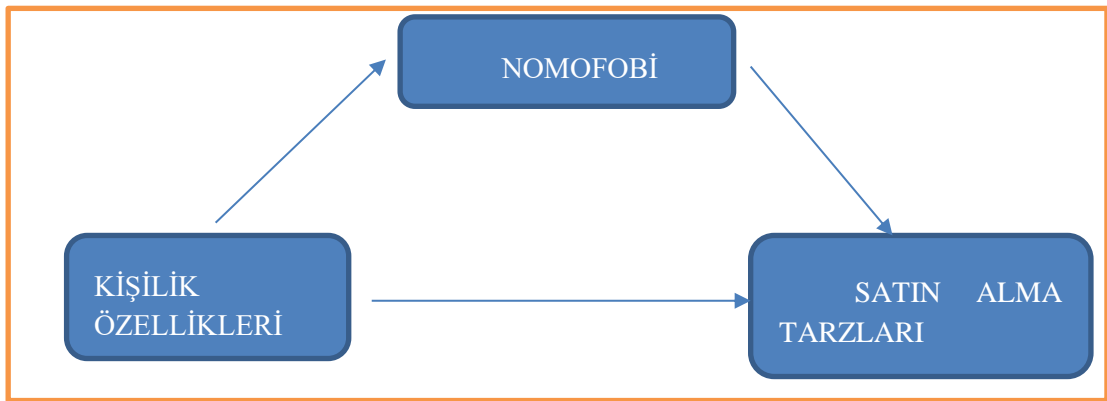 NOMOFOBİ
KİŞİLİK
ÖZELLİKLERİ
SATIN ALMA
TARZLARI